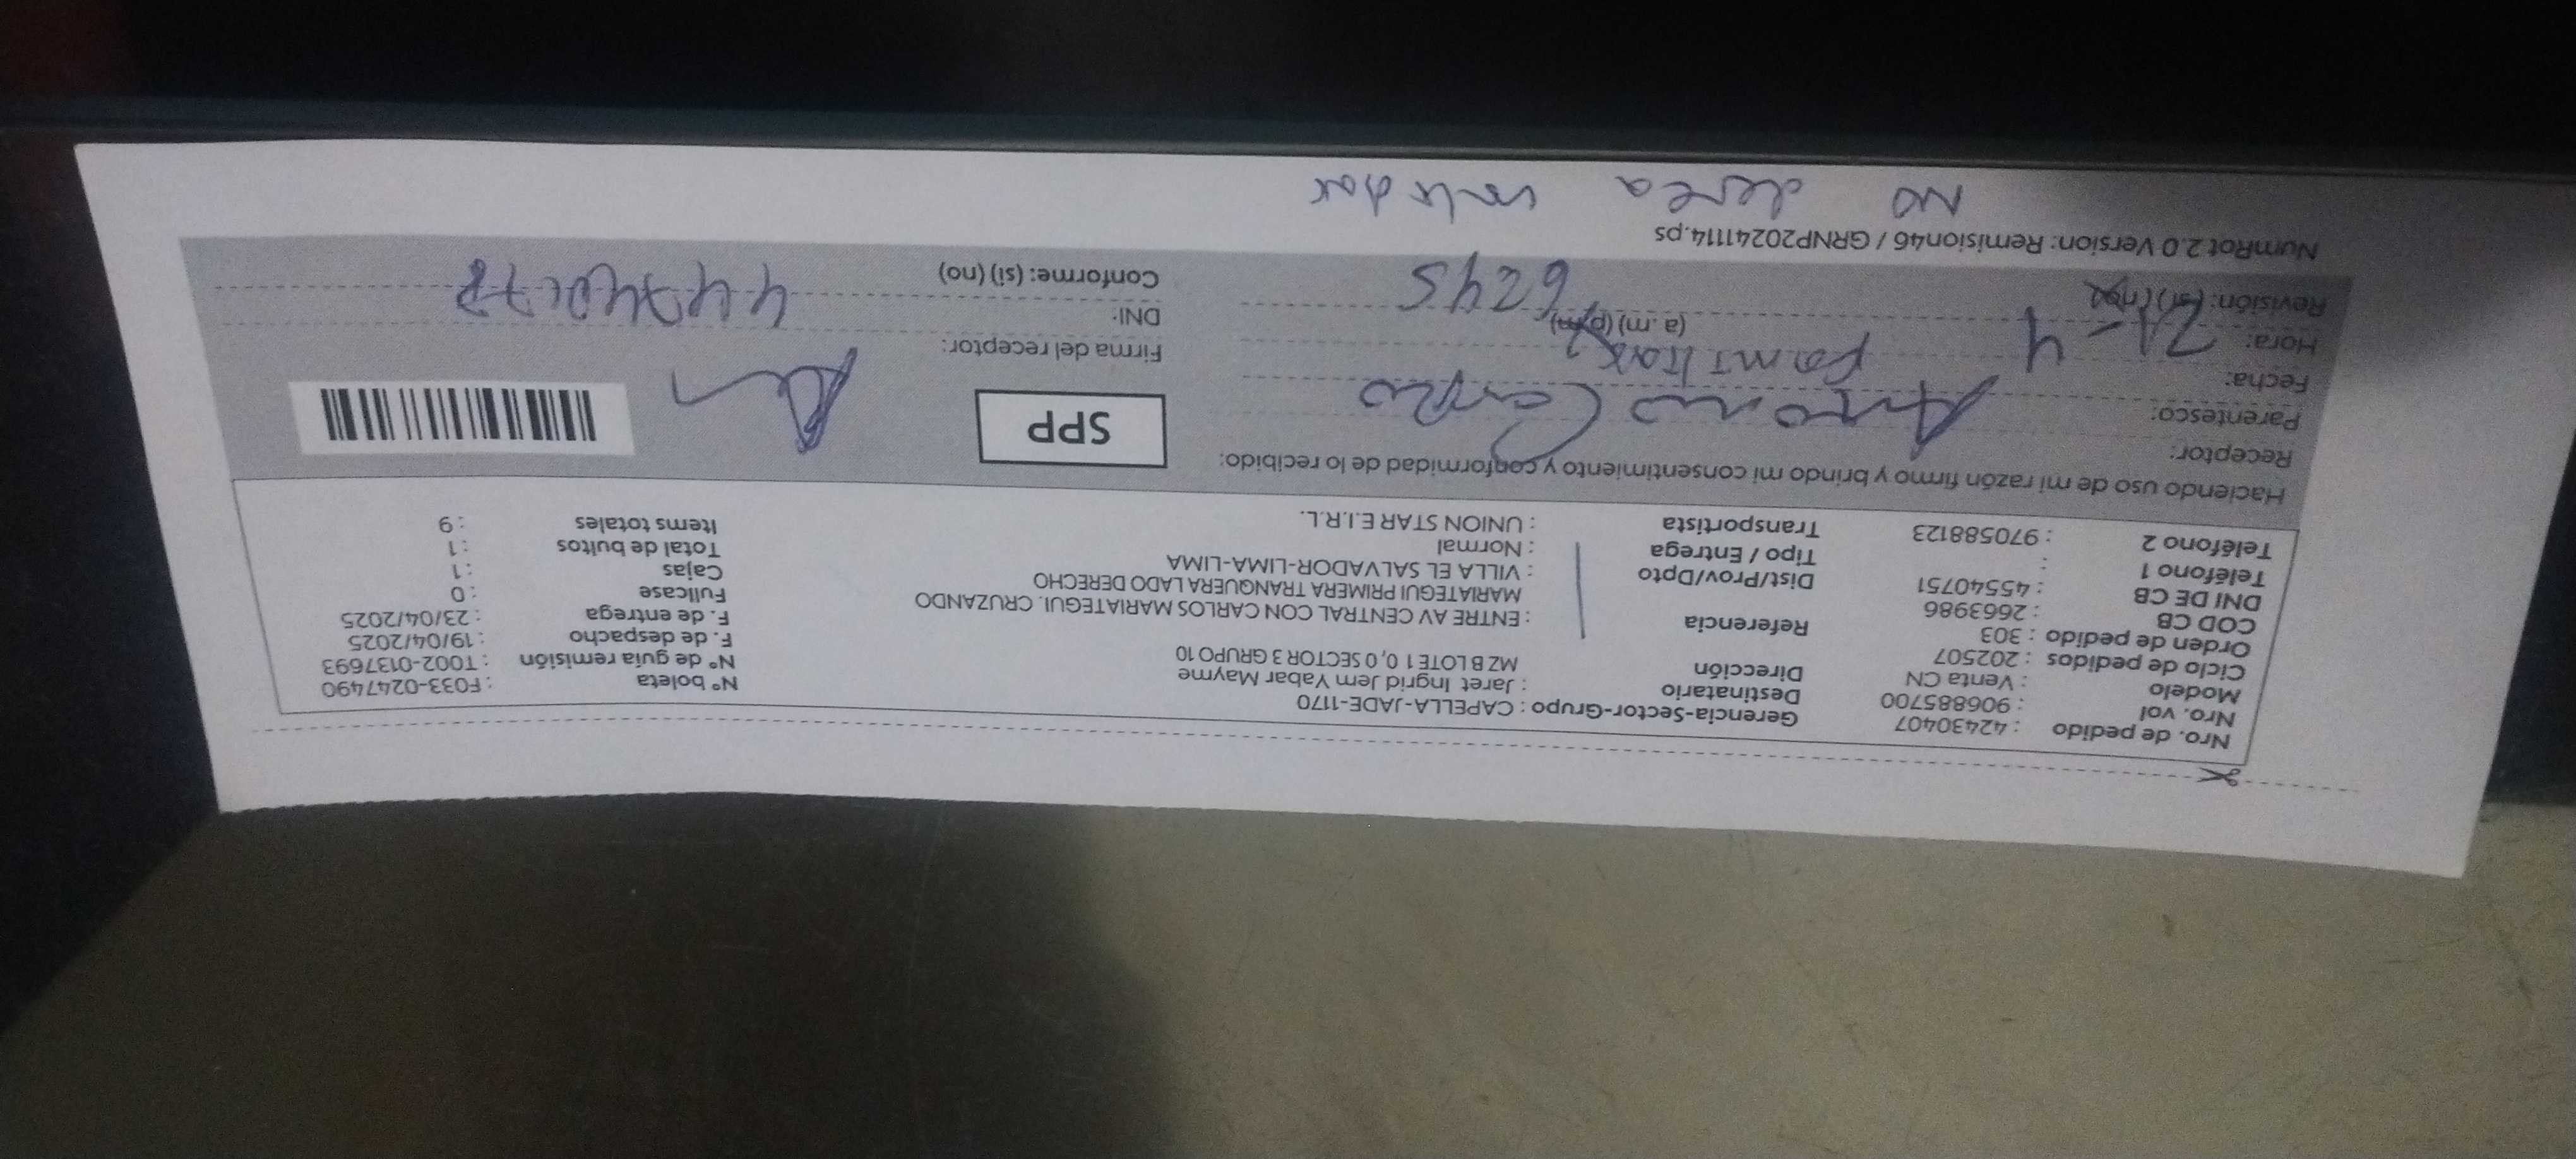 Nro. de pedido : 42430407 Gerencia-Sector-Grupo : CAPELLA-JADE-1170 N° boleta : F033-0247490
Nro. vol : 906885700 Destinatario : Jaret Ingrid Jem Yabar Mayme N° de guía remisión : T002-0137693
Modelo : Venta CN Dirección MZ B LOTE 1 0, 0 SECTOR 3 GRUPO 10 F. de despacho : 19/04/2025
Ciclo de pedidos : 202507 F. de entrega : 23/04/2025
Orden de pedido : 303 Referencia : ENTRE AV CENTRAL CON CARLOS MARIATEGUI. CRUZANDO Fullcase : 0
COD CB : 2663986 MARIATEGUI PRIMERA TRANQUERA LADO DERECHO Cajas : 1
DNI DE CB : 45540751 Dist/Prov/Dpto : VILLA EL SALVADOR-LIMA-LIMA Total de bultos : 1
Teléfono 1 : Tipo / Entrega : Normal Items totales : 9
Teléfono 2 : 970588123 Transportista : UNION STAR E.I.R.L.
Haciendo uso de mi razón firmo y brindo mi consentimiento y conformidad de lo recibido:
Receptor:
Parentesco: SPP
Fecha: familiar
Hora: 21-4 (a.m) (p.m) 6245 Firma del receptor:
Revisión: (si) (no) DNI:
Conforme: (si) (no)
NumRot 2.0 Version: Remision46 / GRNP20241114.ps
NO desea